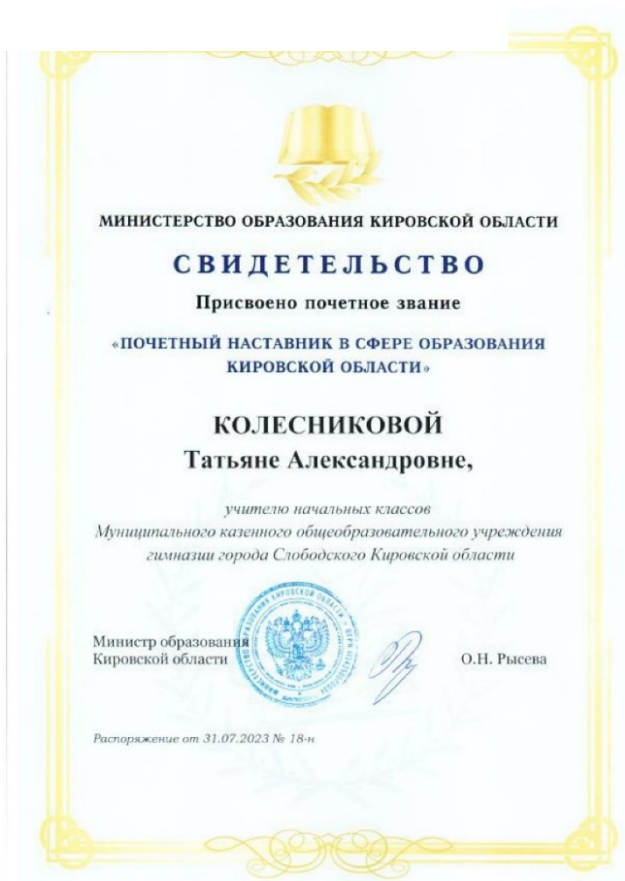 МИНИСТЕРСТВО ОБРАЗОВАНИЯ КИРОВСКОЙ ОБЛАСТИ
СВИДЕТЕЛЬСТВО
Присвоено почетное звание
«ПОЧЕТНЫЙ НАСТАВНИК В СФЕРЕ ОБРАЗОВАНИЯ
КИРОВСКОЙ ОБЛАСТИ»
КОЛЕСНИКОВОЙ
Татьяне Александровне,
учителю начальных классов
Муниципального казенного общеобразовательного учреждения
гимназии города Слободского Кировской области
Министр образования
Кировской области
О.Н. Рысева
Распоряжение от 31.07.2023 № 18-н